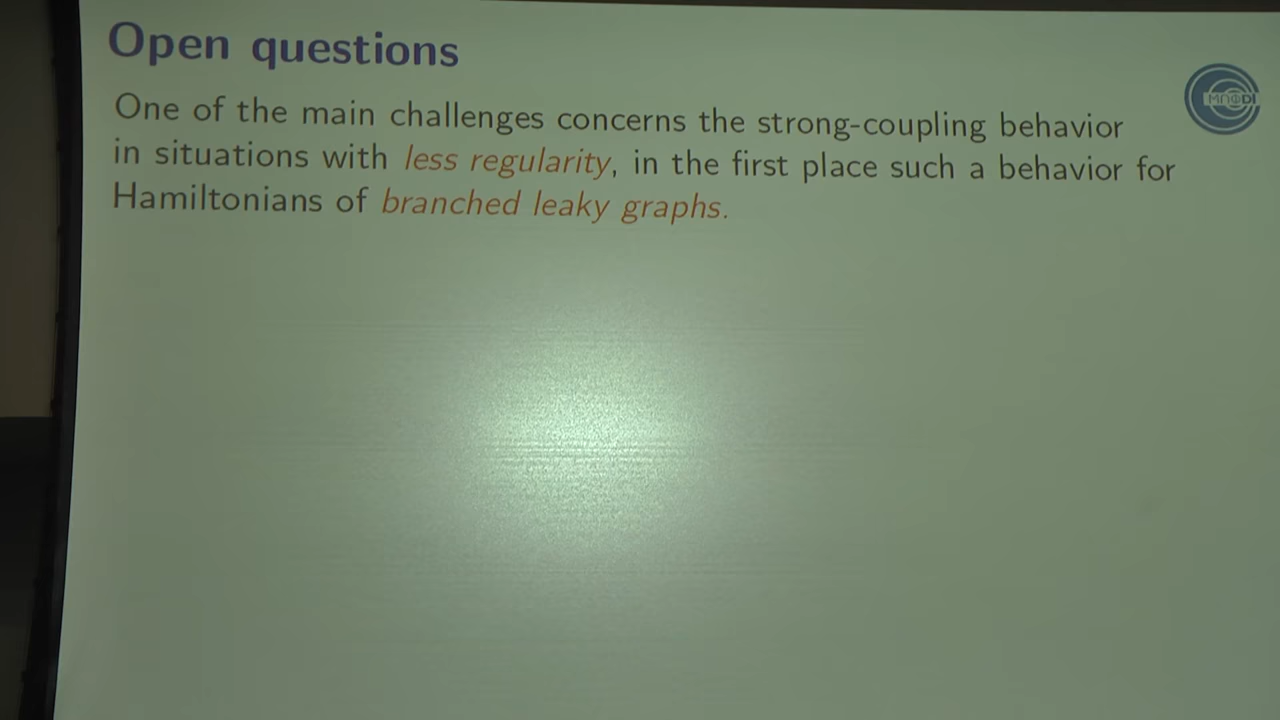 Open questions
One of the main challenges concerns the strong-coupling behavior
in situations with less regularity, in the first place such a behavior for
Hamiltonians of branched leaky graphs.